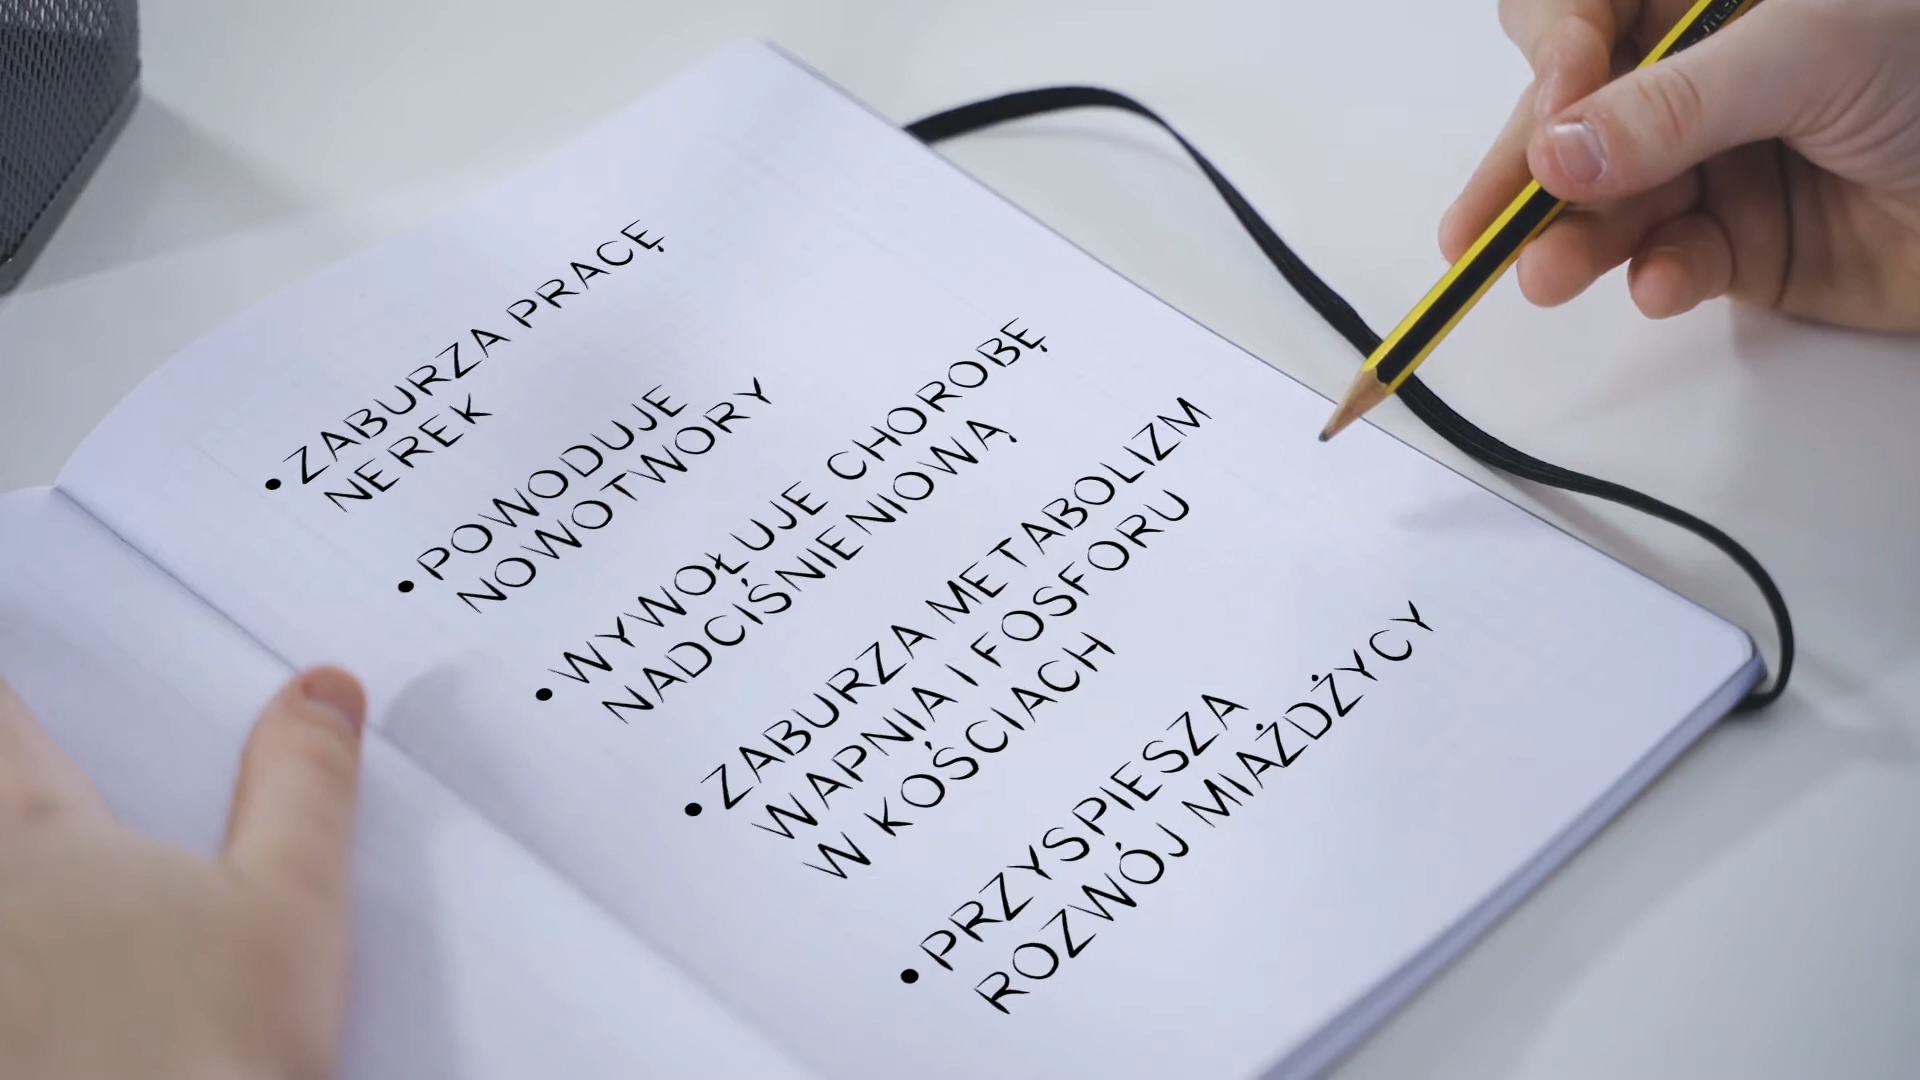 • ZABURZA PRACĘ
NEREK
• POWODUJE
NOWOTWORY
• WYWOŁUJE CHOROBĘ
NADCIŚNIENIOWĄ
• ZABURZA METABOLIZM
WAPNIA I FOSFORU
W KOŚCIACH
• PRZYSPIESZA
ROZWÓJ MIAŻDŻYCY